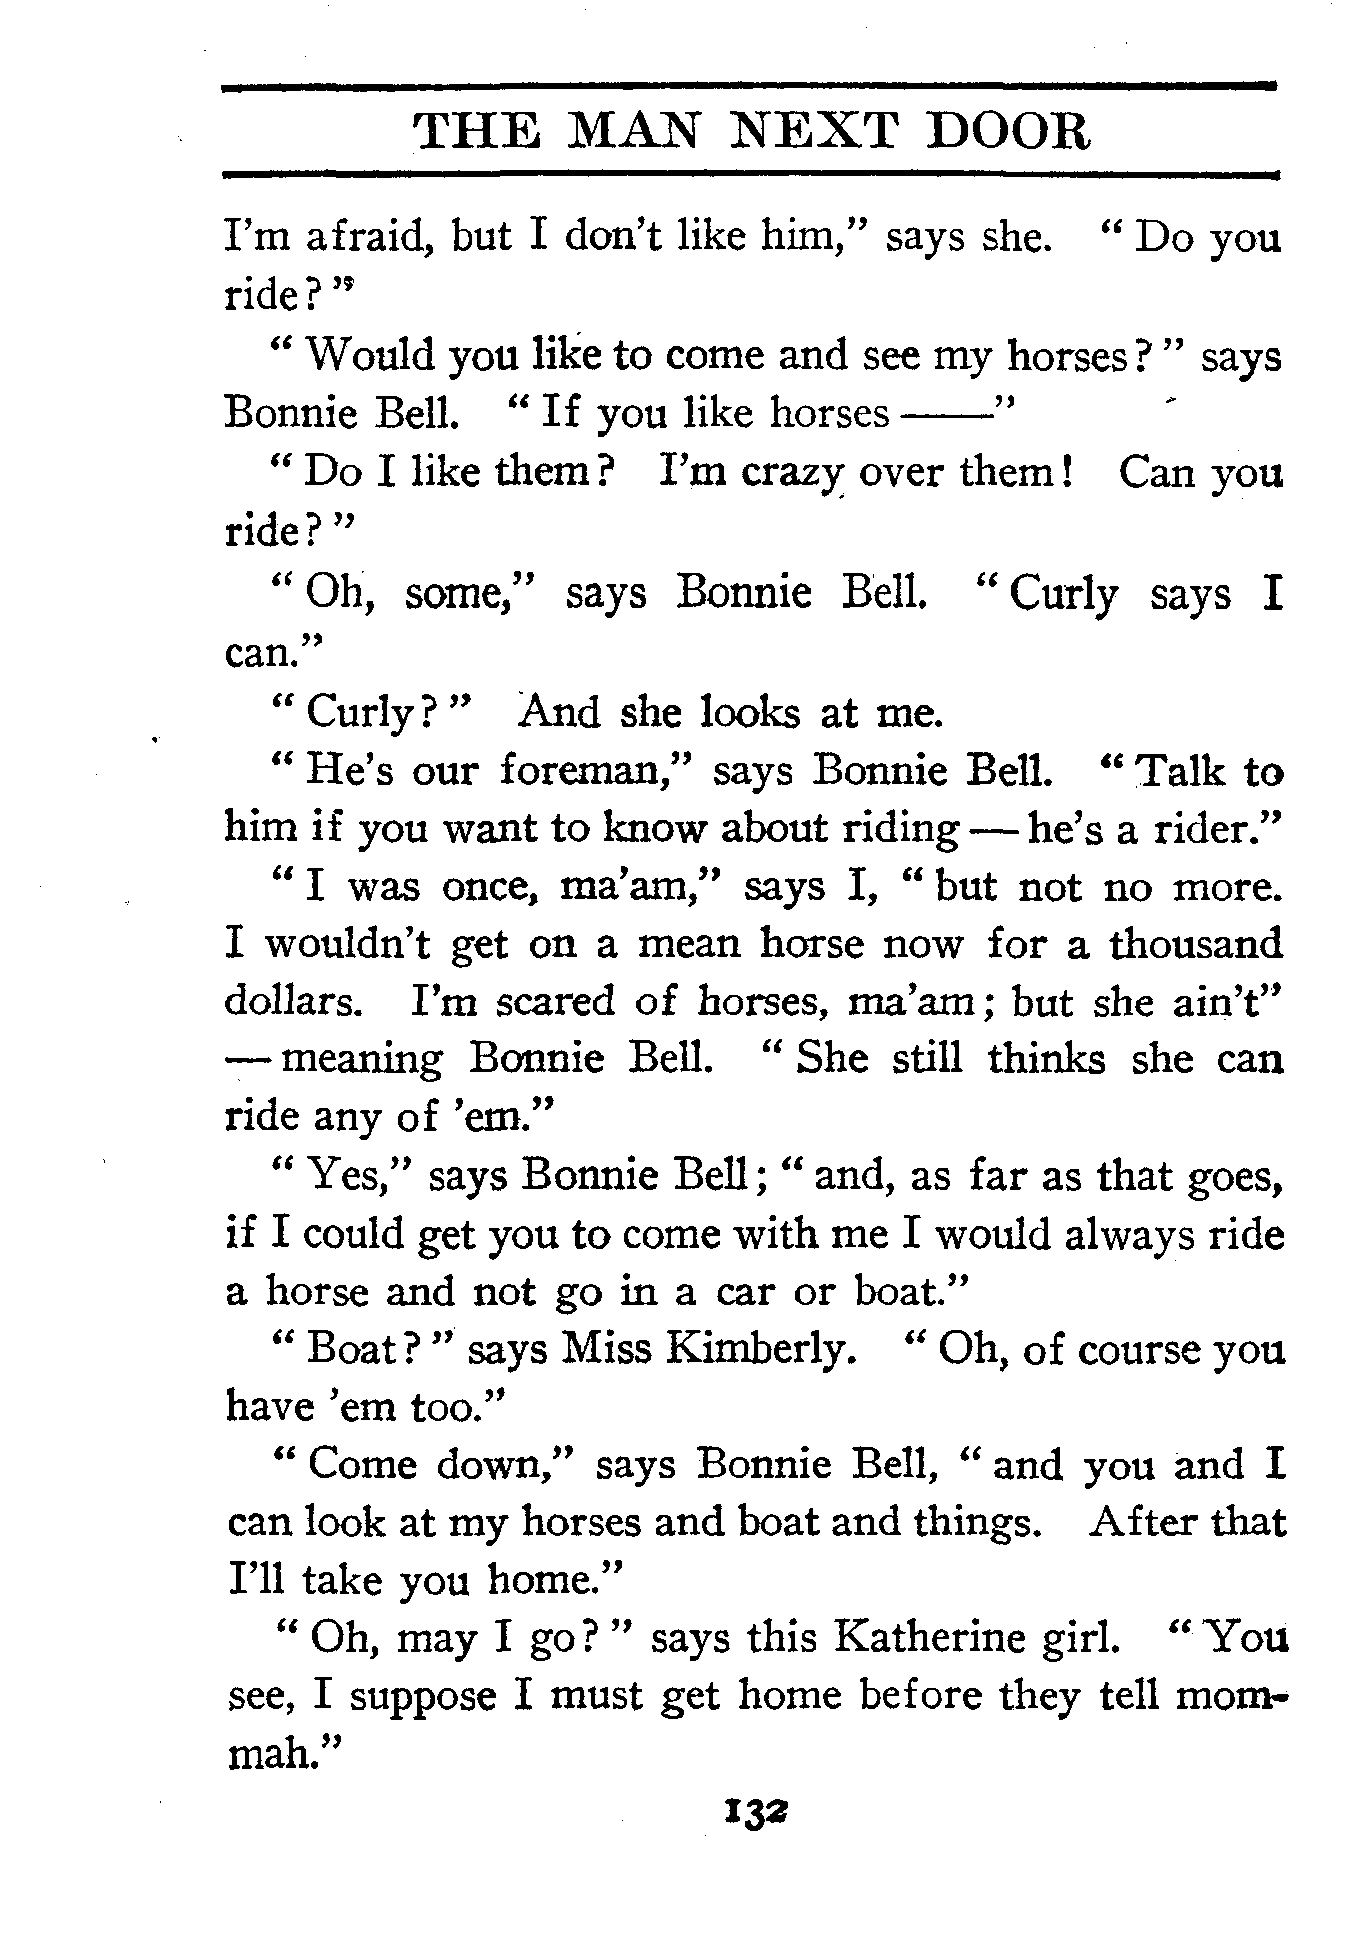 THE MAN NEXT DOOR
I'm afraid, but I don't like him," says she. "Do you
ride?"
"Would you like to come and see my horses?" says
Bonnie Bell. "If you like horses ——"
"Do I like them? I'm crazy over them! Can you
ride?"
"Oh, some," says Bonnie Bell. "Curly says I
can."
"Curly?" And she looks at me.
"He's our foreman," says Bonnie Bell. "Talk to
him if you want to know about riding — he's a rider."
"I was once, ma'am," says I, "but not no more.
I wouldn't get on a mean horse now for a thousand
dollars. I'm scared of horses, ma'am; but she ain't"
— meaning Bonnie Bell. "She still thinks she can
ride any of 'em."
"Yes," says Bonnie Bell; "and, as far as that goes,
if I could get you to come with me I would always ride
a horse and not go in a car or boat."
"Boat?" says Miss Kimberly. "Oh, of course you
have 'em too."
"Come down," says Bonnie Bell, "and you and I
can look at my horses and boat and things. After that
I'll take you home."
"Oh, may I go?" says this Katherine girl. "You
see, I suppose I must get home before they tell mom-
mah."
132